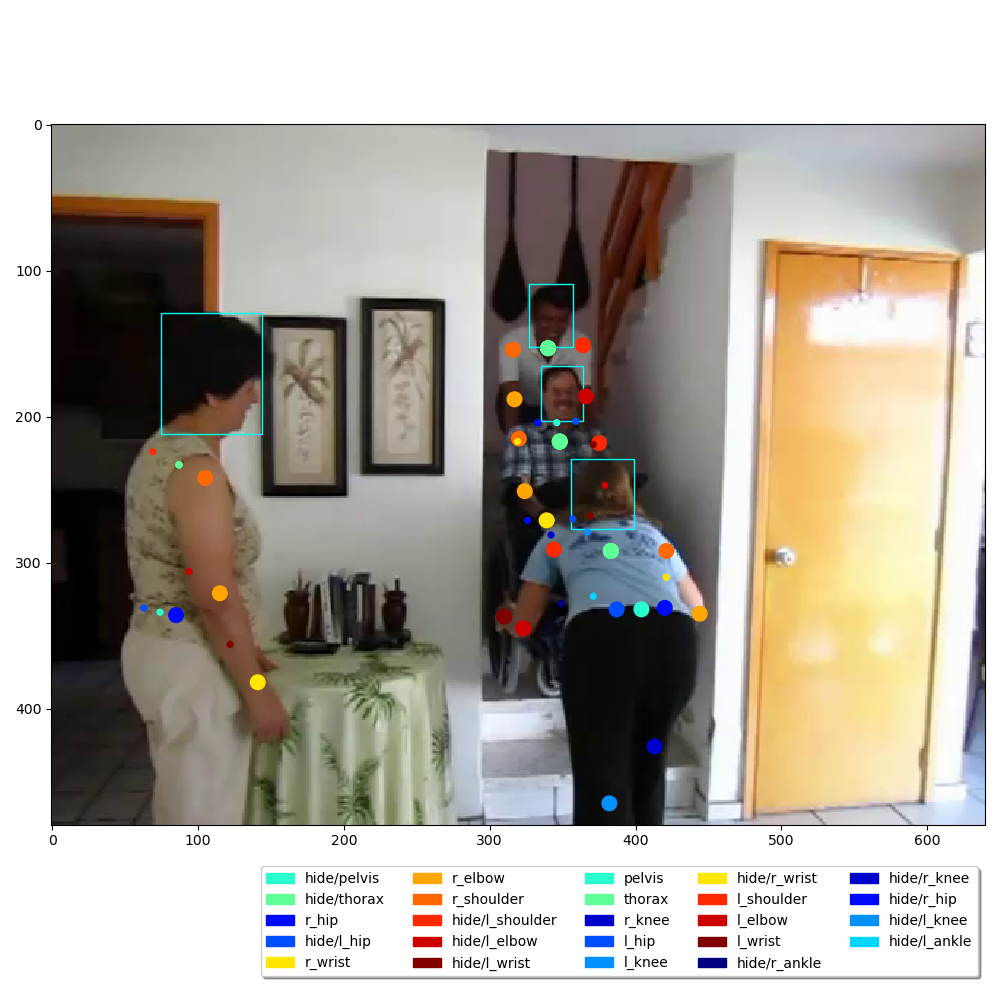 0
100
200
300
400
0 100 200 300 400 500 600
hide/pelvis r_elbow pelvis hide/r_wrist hide/r_knee
hide/thorax r_shoulder thorax l_shoulder hide/r_hip
r_hip hide/l_shoulder r_knee l_elbow hide/l_knee
hide/l_hip hide/l_elbow l_hip l_wrist hide/l_ankle
r_wrist hide/l_wrist l_knee hide/r_ankle